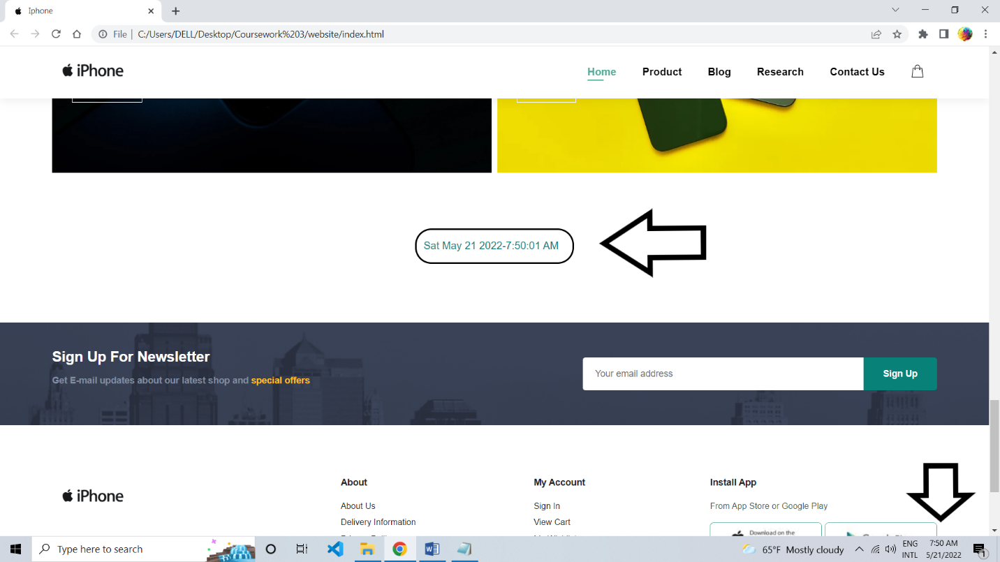 Iphone
File | C:/Users/DELL/Desktop/Coursework%203/website/index.html
iPhone
Home Product Blog Research Contact Us
Sat May 21 2022-7:50:01 AM
Sign Up For Newsletter
Get E-mail updates about our latest shop and special offers
Your email address
Sign Up
iPhone
About
About Us
Delivery Information
My Account
Sign In
View Cart
Install App
From App Store or Google Play
Download on the
Type here to search
65°F Mostly cloudy
ENG
INTL
7:50 AM
5/21/2022
1